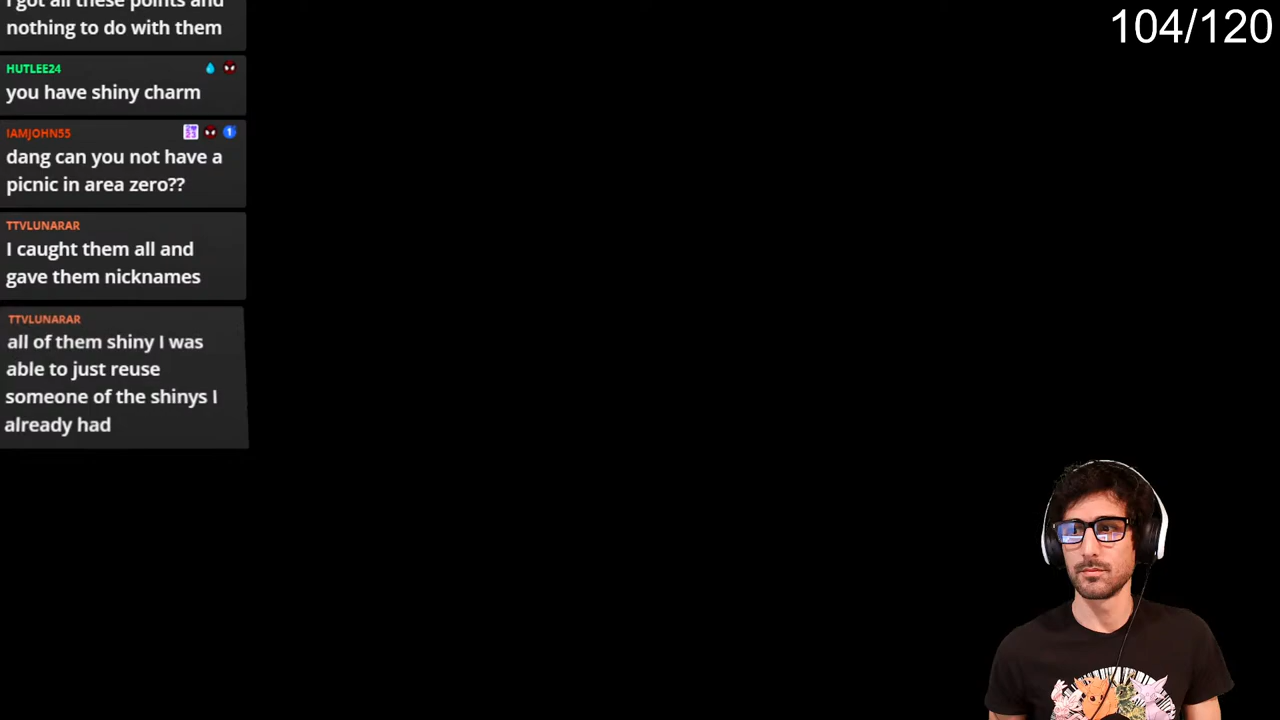 I got all these points and
nothing to do with them
HUTLEE24
you have shiny charm
IAMJOHN55
dang can you not have a
picnic in area zero??
TTVLUNARAR
I caught them all and
gave them nicknames
TTVLUNARAR
all of them shiny I was
able to just reuse
someone of the shinys I
already had
104/120